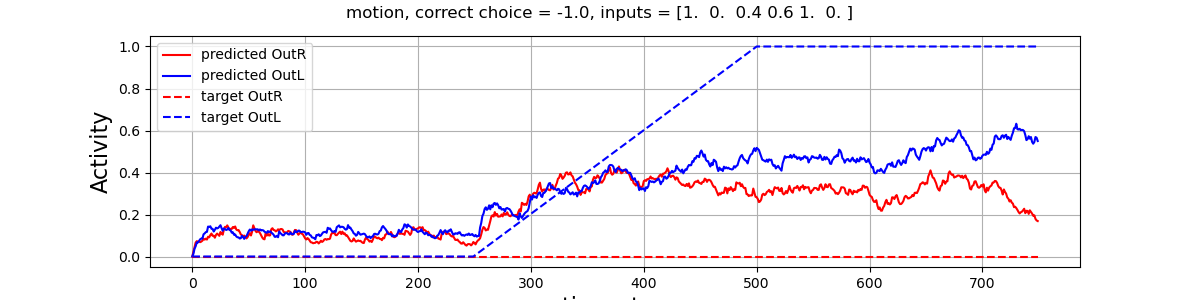 motion, correct choice = -1.0, inputs = [1.  0.  0.4 0.6 1.  0. ]
predicted OutR
predicted OutL
target OutR
target OutL
Activity
1.0
0.8
0.6
0.4
0.2
0.0
0 100 200 300 400 500 600 700